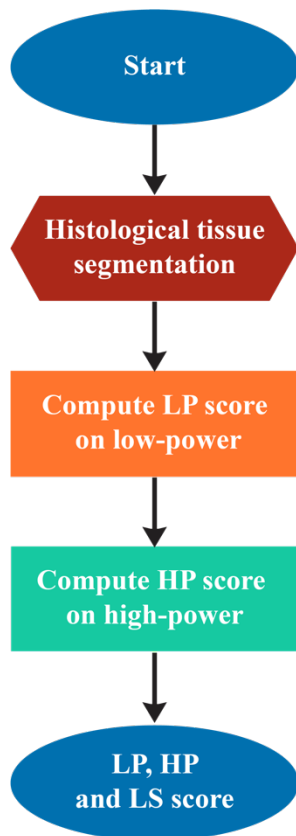 Start
Histological tissue
segmentation
Compute LP score
on low-power
Compute HP score
on high-power
LP, HP
and LS score